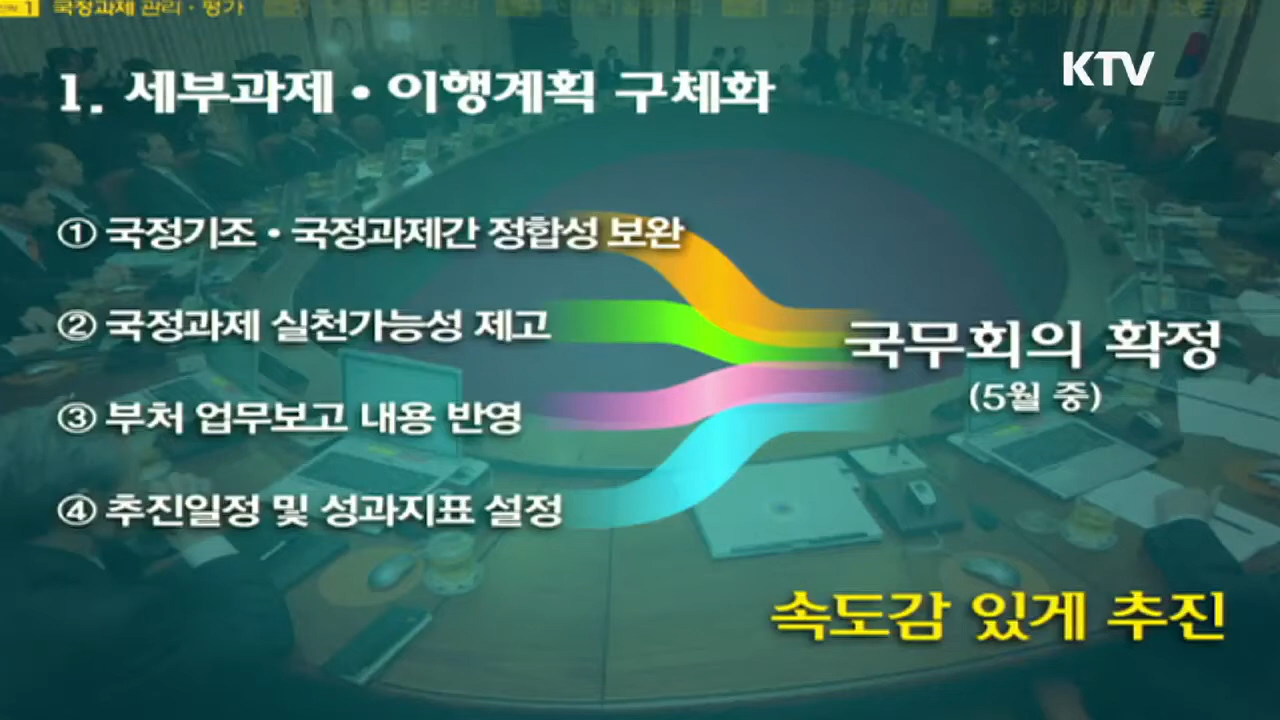 1 국정과제 관리·평가
KTV
1. 세부과제·이행계획 구체화
① 국정기조·국정과제간 정합성 보완
② 국정과제 실천가능성 제고
③ 부처 업무보고 내용 반영
④ 추진일정 및 성과지표 설정
국무회의 확정
(5월 중)
속도감 있게 추진